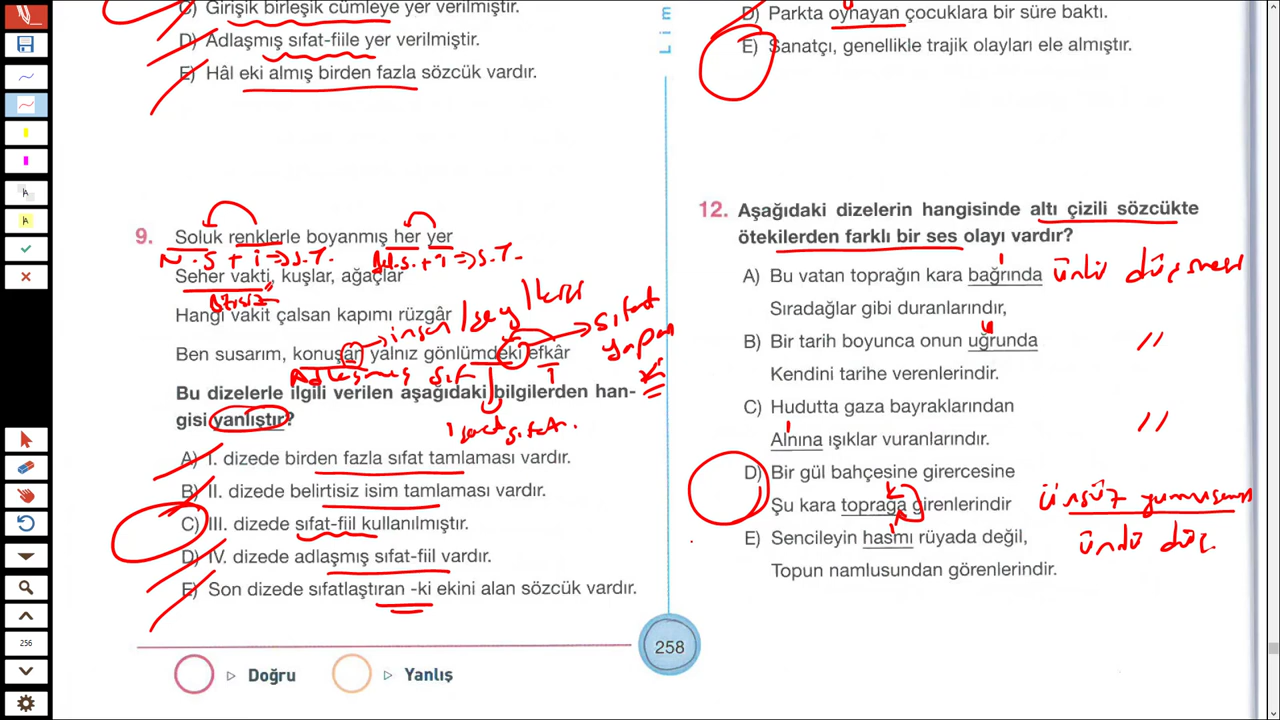 C) Girişik birleşik cümleye yer verilmiştir.
D) Adlaşmış sıfat-fiile yer verilmiştir.
E) Hâl eki almış birden fazla sözcük vardır.
9. Soluk renklerle boyanmış her yer
N.S + İ => S.T.
+ İ => S.T.
Seher vakti, kuşlar, ağaçlar
Hangi vakit çalsan kapımı rüzgâr
insan / şey / kişi
Ben susarım, konuşan yalnız gönlümdeki efkâr
Adlaşmış sıf
sıfat
yapan
Bu dizelerle ilgili verilen aşağıdaki bilgilerden han-
gisi yanlıştır?
A) I. dizede birden fazla sıfat tamlaması vardır.
B) II. dizede belirtisiz isim tamlaması vardır.
C) III. dizede sıfat-fiil kullanılmıştır.
D) IV. dizede adlaşmış sıfat-fiil vardır.
E) Son dizede sıfatlaştıran -ki ekini alan sözcük vardır.
Doğru
Yanlış
Lim
258
D) Parkta oynayan çocuklara bir süre baktı.
E) Sanatçı, genellikle trajik olayları ele almıştır.
12. Aşağıdaki dizelerin hangisinde altı çizili sözcükte
ötekilerden farklı bir ses olayı vardır?
A) Bu vatan toprağın kara bağrında
ünlü düşmesi
Sıradağlar gibi duranlarındır,
B) Bir tarih boyunca onun uğrunda
"
Kendini tarihe verenlerindir.
C) Hudutta gaza bayraklarından
"
Alnına ışıklar vuranlarındır.
D) Bir gül bahçesine girercesine
Şu kara toprağa girenlerindir
ünsüz yumuşaması
E) Sencileyin hasmı rüyada değil,
ünlü düş.
Topun namlusundan görenlerindir.
256